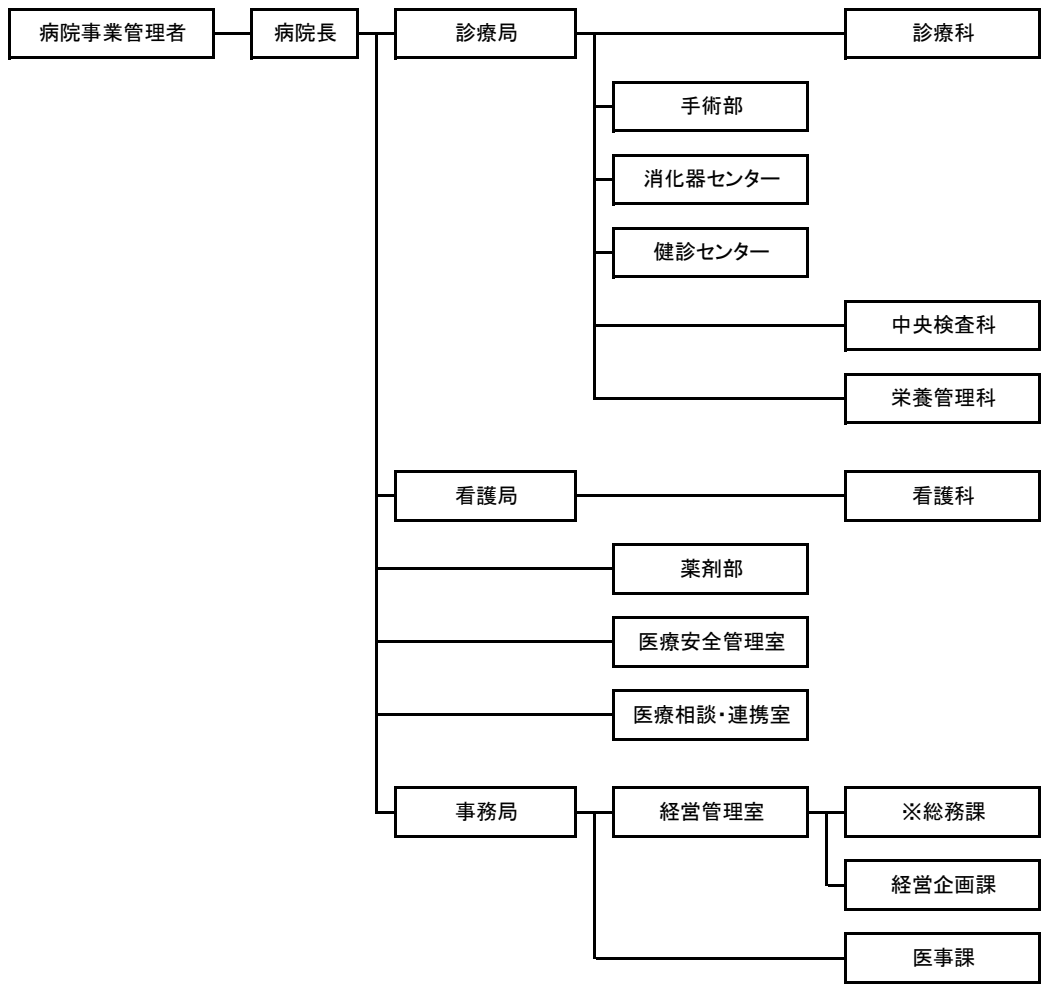 病院事業管理者
病院長
診療局
診療科
手術部
消化器センター
健診センター
中央検査科
栄養管理科
看護局
看護科
薬剤部
医療安全管理室
医療相談・連携室
事務局
経営管理室
※総務課
経営企画課
医事課